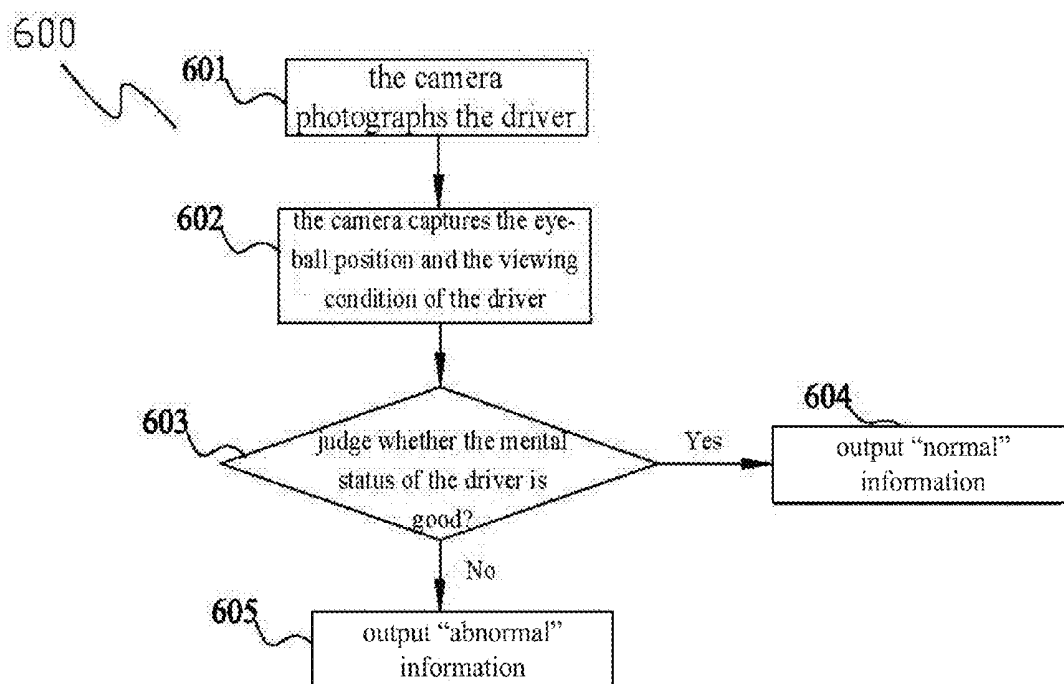 600
601
the camera
photographs the driver
602
the camera captures the eye-
ball position and the viewing
condition of the driver
603
judge whether the mental
status of the driver is
good?
Yes
604
output “normal”
information
No
605
output “abnormal”
information